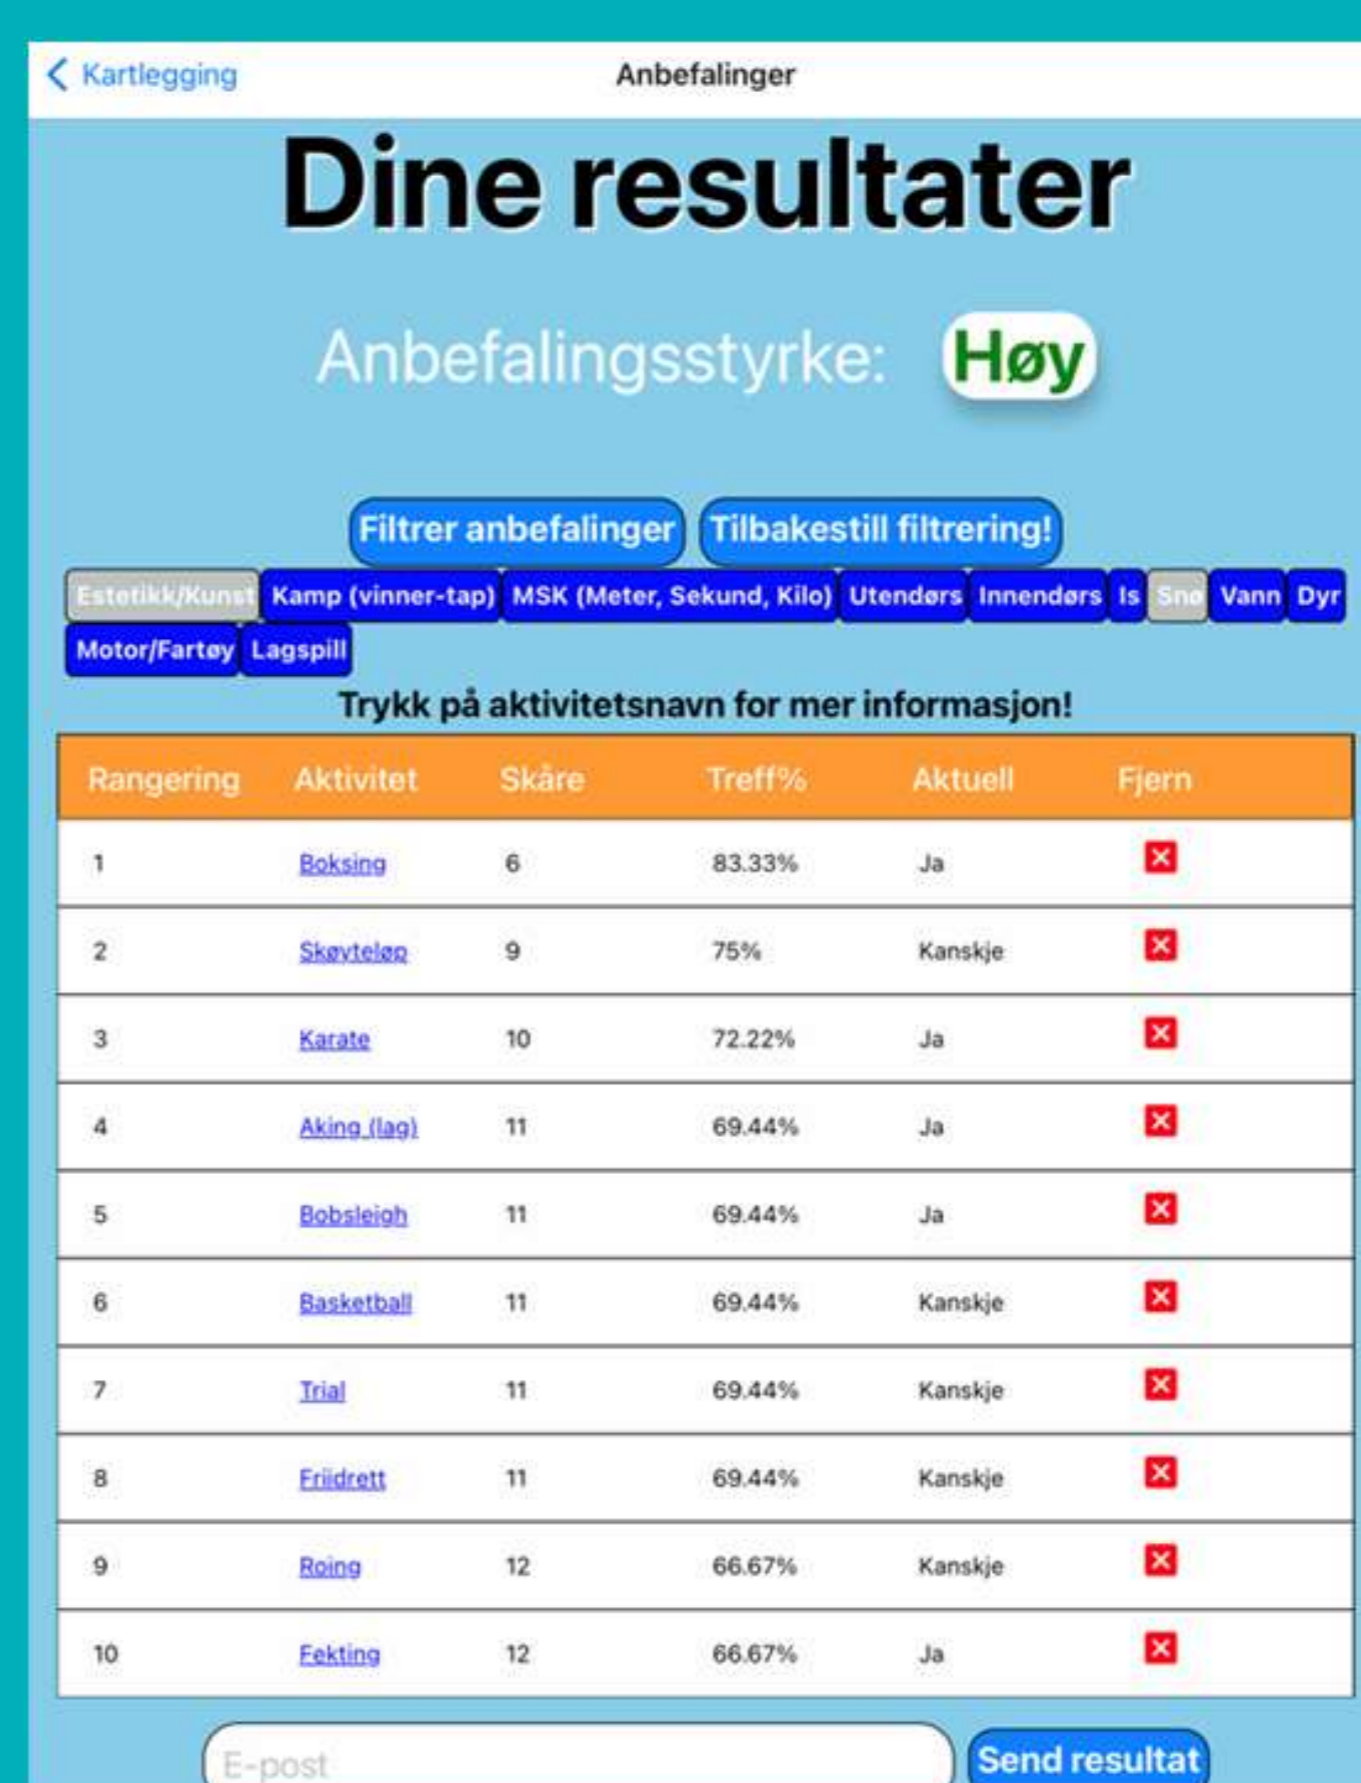 Kartlegging Anbefalinger
Dine resultater
Anbefalingsstyrke: Høy
Filtrer anbefalinger Tilbakestill filtrering!
Estetikk/Kunst Kamp (vinner-tap) MSK (Meter, Sekund, Kilo) Utendørs Innendørs Is Snø Vann Dyr
Motor/Fartøy Lagspill
Trykk på aktivitetsnavn for mer informasjon!
Rangering Aktivitet Skåre Treff% Aktuell Fjern
1 Boksing 6 83.33% Ja
2 Skøyteløp 9 75% Kanskje
3 Karate 10 72.22% Ja
4 Aking (lag) 11 69.44% Ja
5 Bobsleigh 11 69.44% Ja
6 Basketball 11 69.44% Kanskje
7 Trial 11 69.44% Kanskje
8 Friidrett 11 69.44% Kanskje
9 Roing 12 66.67% Kanskje
10 Fekting 12 66.67% Ja
E-post Send resultat